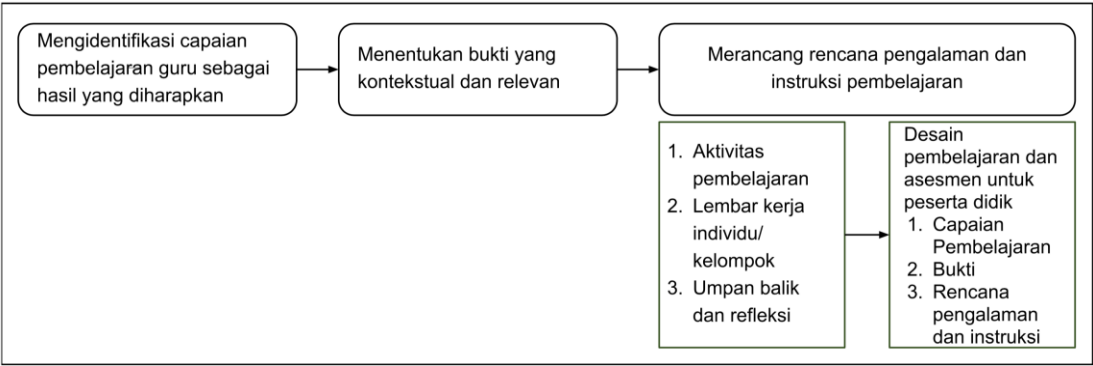 Mengidentifikasi capaian
pembelajaran guru sebagai
hasil yang diharapkan
Menentukan bukti yang
kontekstual dan relevan
Merancang rencana pengalaman dan
instruksi pembelajaran
1. Aktivitas
pembelajaran
2. Lembar kerja
individu/
kelompok
3. Umpan balik
dan refleksi
Desain
pembelajaran dan
asesmen untuk
peserta didik
1. Capaian
Pembelajaran
2. Bukti
3. Rencana
pengalaman
dan instruksi